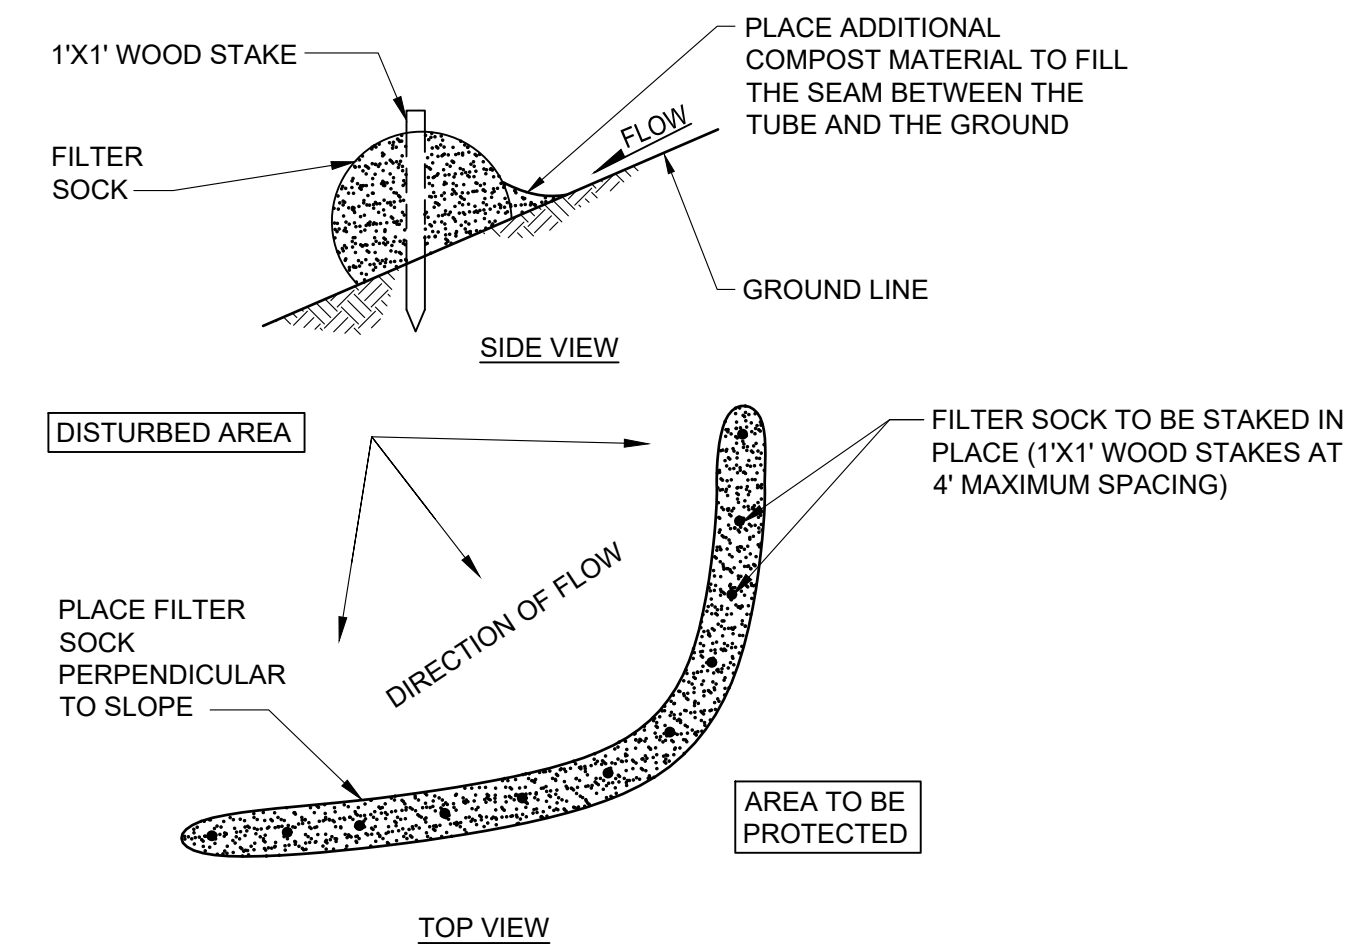 1'X1' WOOD STAKE
FILTER
SOCK
PLACE ADDITIONAL
COMPOST MATERIAL TO FILL
THE SEAM BETWEEN THE
TUBE AND THE GROUND
FLOW
GROUND LINE
SIDE VIEW
DISTURBED AREA
FILTER SOCK TO BE STAKED IN
PLACE (1'X1' WOOD STAKES AT
4' MAXIMUM SPACING)
DIRECTION OF FLOW
PLACE FILTER
SOCK
PERPENDICULAR
TO SLOPE
AREA TO BE
PROTECTED
TOP VIEW